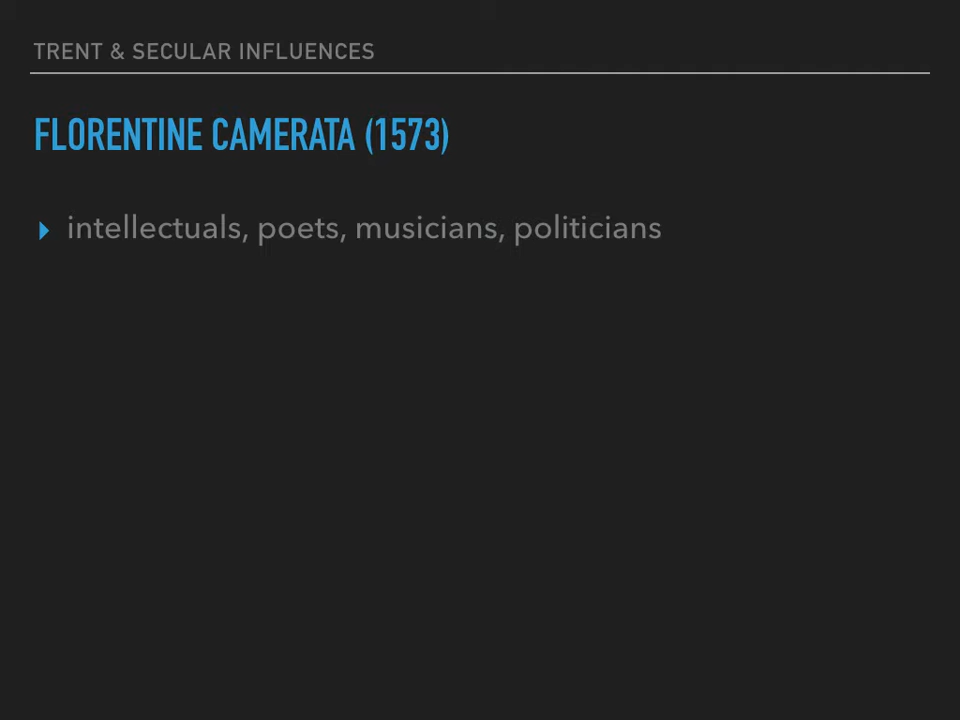 TRENT & SECULAR INFLUENCES
FLORENTINE CAMERATA (1573)
intellectuals, poets, musicians, politicians